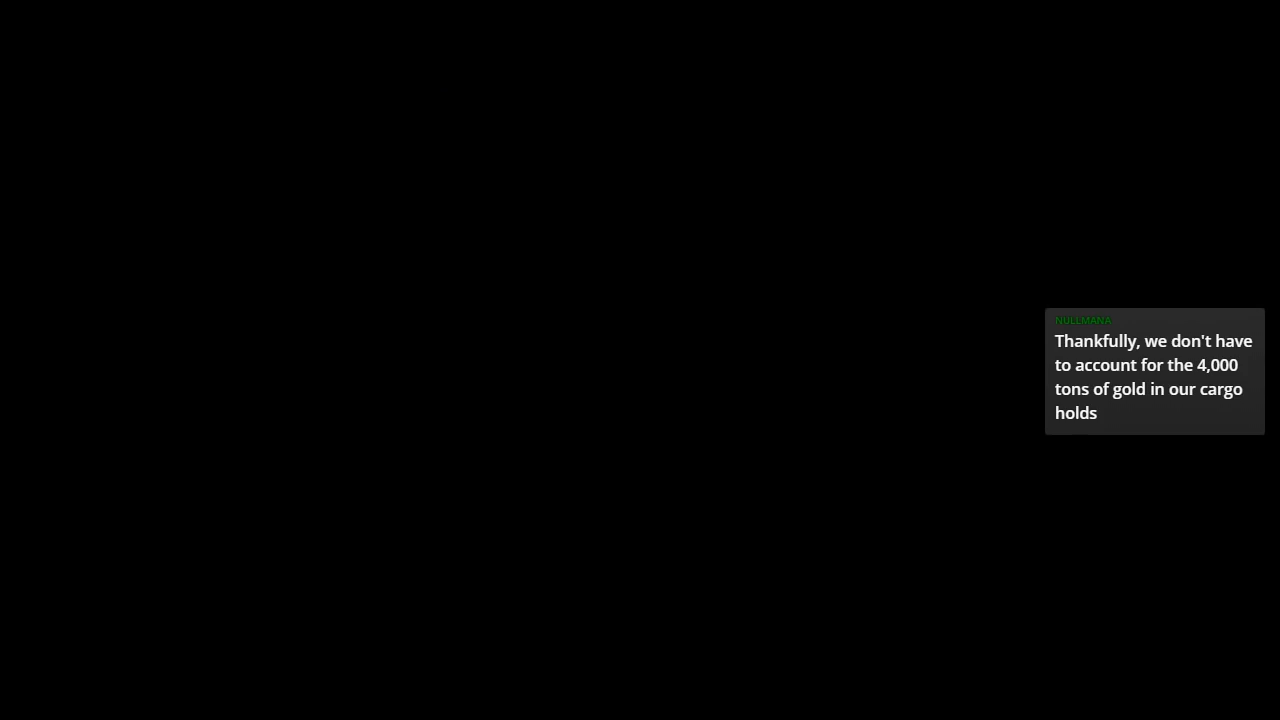 NULLMANA
Thankfully, we don't have
to account for the 4,000
tons of gold in our cargo
holds